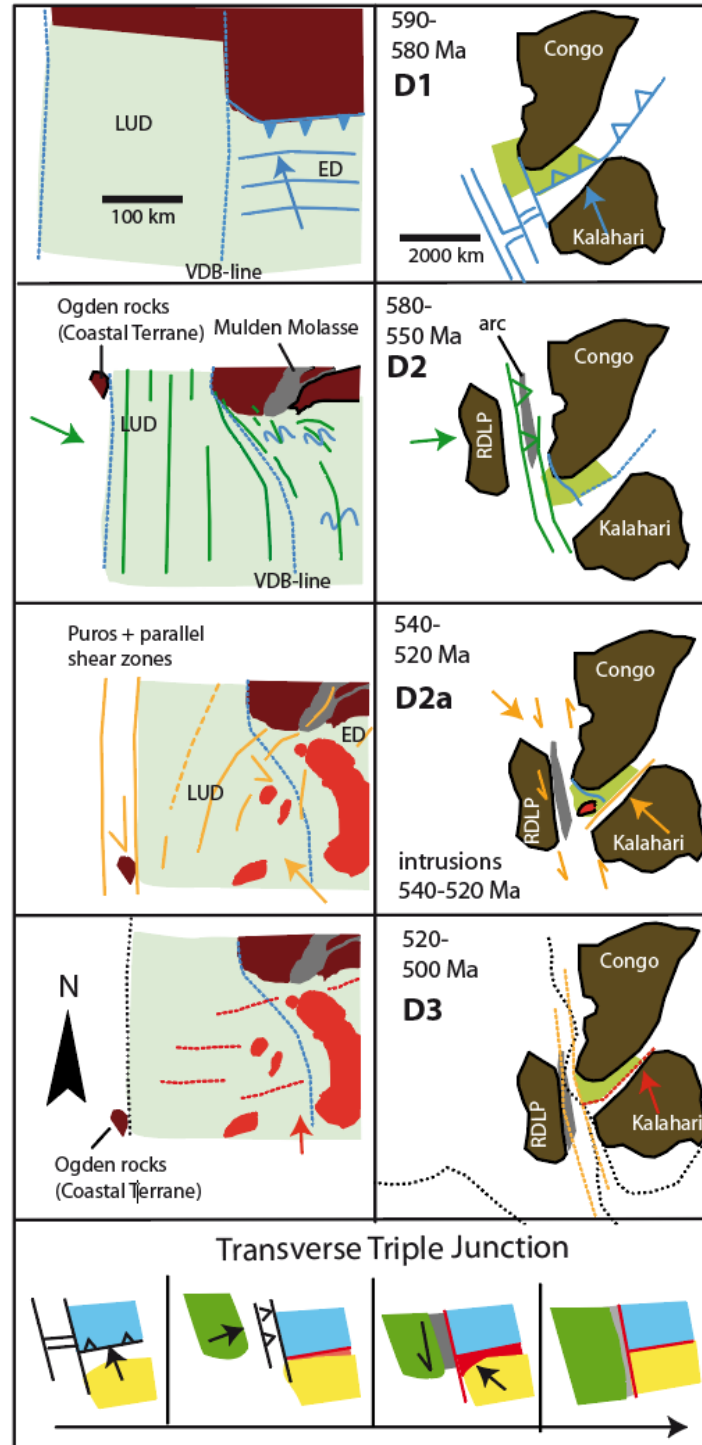 LUD
ED
100 km
VDB-line
590-
580 Ma
D1
Congo
Kalahari
2000 km
Ogden rocks
(Coastal Terrane)
Mulden Molasse
LUD
VDB-line
580-
550 Ma
D2
arc
Congo
RDLP
Kalahari
Puros + parallel
shear zones
ED
LUD
540-
520 Ma
D2a
Congo
RDLP
Kalahari
intrusions
540-520 Ma
N
Ogden rocks
(Coastal Terrane)
520-
500 Ma
D3
Congo
RDLP
Kalahari
Transverse Triple Junction